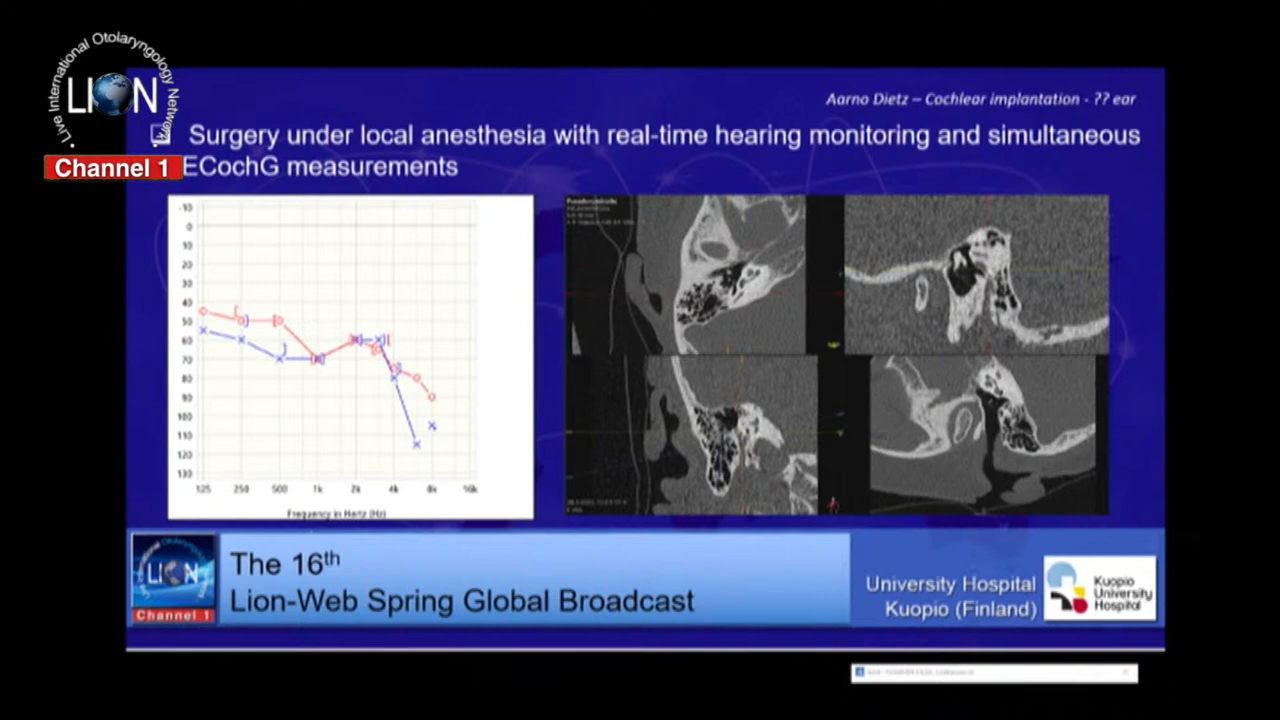 Live International Otolaryngology Network
LION
Channel 1
Aarno Dietz – Cochlear implantation - ?? ear
Surgery under local anesthesia with real-time hearing monitoring and simultaneous
ECochG measurements
-10
0
10
20
30
40
50
60
70
80
90
100
110
120
130
125 250 500 1k 2k 4k 8k 16k
Frequency in Hertz (Hz)
The 16th
Lion-Web Spring Global Broadcast
LION
Channel 1
University Hospital
Kuopio (Finland)
Kuopio
University
Hospital